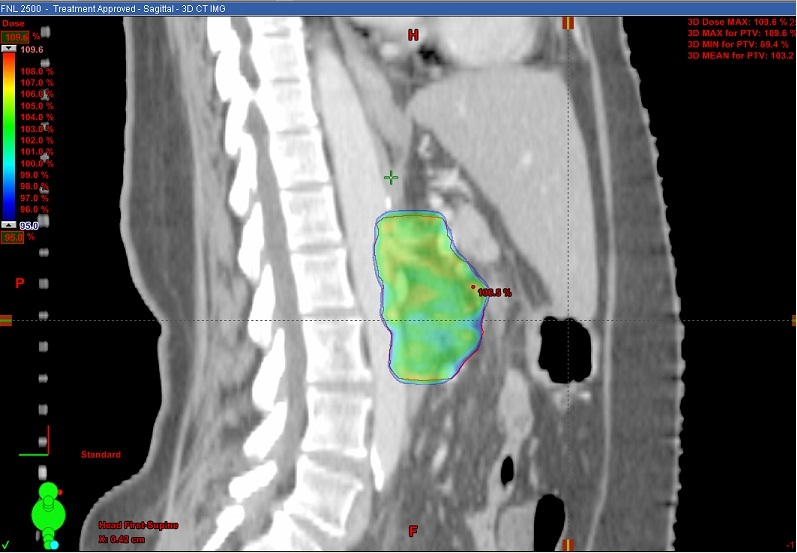 FNL 2500 - Treatment Approved - Sagittal - 3D CT IMG
Dose
109.6 %
109.6
108.0 %
107.0 %
106.0 %
105.0 %
104.0 %
103.0 %
102.0 %
101.0 %
100.0 %
99.0 %
98.0 %
97.0 %
96.0 %
95.0
95.0 %
3D Dose MAX: 109.6 %
3D MAX for PTV: 109.6 %
3D MIN for PTV: 89.4 %
3D MEAN for PTV: 103.2
H
P
108.5 %
Standard
Head First-Supine
X: 0.42 cm
F